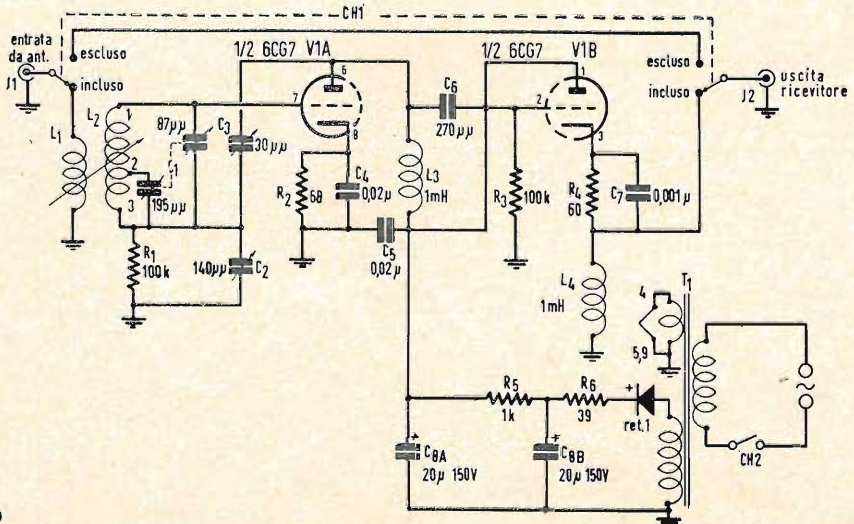 CH1
entrata
da ant.
J1
escluso
incluso
1/2 6CG7 V1A
1/2 6CG7 V1B
escluso
incluso
uscita
ricevitore
J2
L1
L2
1
2
3
87µµ
C3
30µµ
1
195µµ
7
6
8
C6
270µµ
2
1
3
R2
68
C4
0,02µ
L3
1mH
R3
100k
R4
60
C7
0,001µ
R1
100k
140µµ
C2
C5
0,02µ
L4
1mH
4
5,9
T1
R5
1k
R6
39
+
ret.1
CH2
+
C8A
20µ 150V
+
C8B
20µ 150V